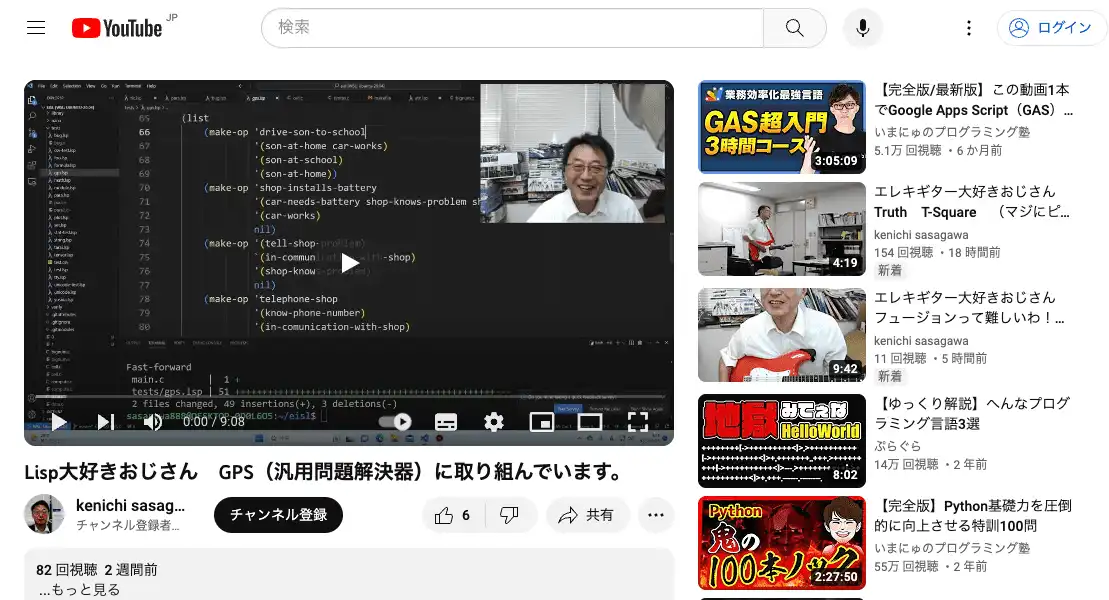 YouTube JP
検索
ログイン
65 (list
66 (make-op 'drive-son-to-school
67 '(son-at-home car-works)
68 '(son-at-school)
69 '(son-at-home))
70 (make-op 'shop-installs-battery
71 '(car-needs-battery shop-knows-problem
72 '(car-works)
73 nil)
74 (make-op '(tell-shop-problem)
75 '(in-communication-with-shop)
76 '(shop-know
77 nil)
78 (make-op 'telephone-shop
79 '(know-phone-number)
80 '(in-comunication-with-shop)
Fast-forward
main.c | 1 +
tests/gps.lsp | 51
2 files changed, 49 insertions(+), 3 deletions(-)
0:00 / 9:08
Lisp大好きおじさん GPS（汎用問題解決器）に取り組んでいます。
kenichi sasag...
チャンネル登録者...
チャンネル登録
6
共有
82 回視聴 2 週間前
...もっと見る
業務効率化最強言語
GAS超入門
3時間コース
3:05:09
【完全版/最新版】この動画1本
でGoogle Apps Script（GAS）...
いまにゅのプログラミング塾
5.1万 回視聴・6 か月前
4:19
エレキギター大好きおじさん
Truth T-Square （マジにピ...
kenichi sasagawa
154 回視聴・18 時間前
新着
9:42
エレキギター大好きおじさん
フュージョンって難しいわ！...
kenichi sasagawa
11 回視聴・5 時間前
新着
地獄みてぇな
HelloWorld
8:02
【ゆっくり解説】へんなプログ
ラミング言語3選
ぷらぐら
14万 回視聴・2 年前
Python
鬼の
100本ノック
2:27:50
【完全版】Python基礎力を圧倒
的に向上させる特訓100問
いまにゅのプログラミング塾
55万 回視聴・2 年前